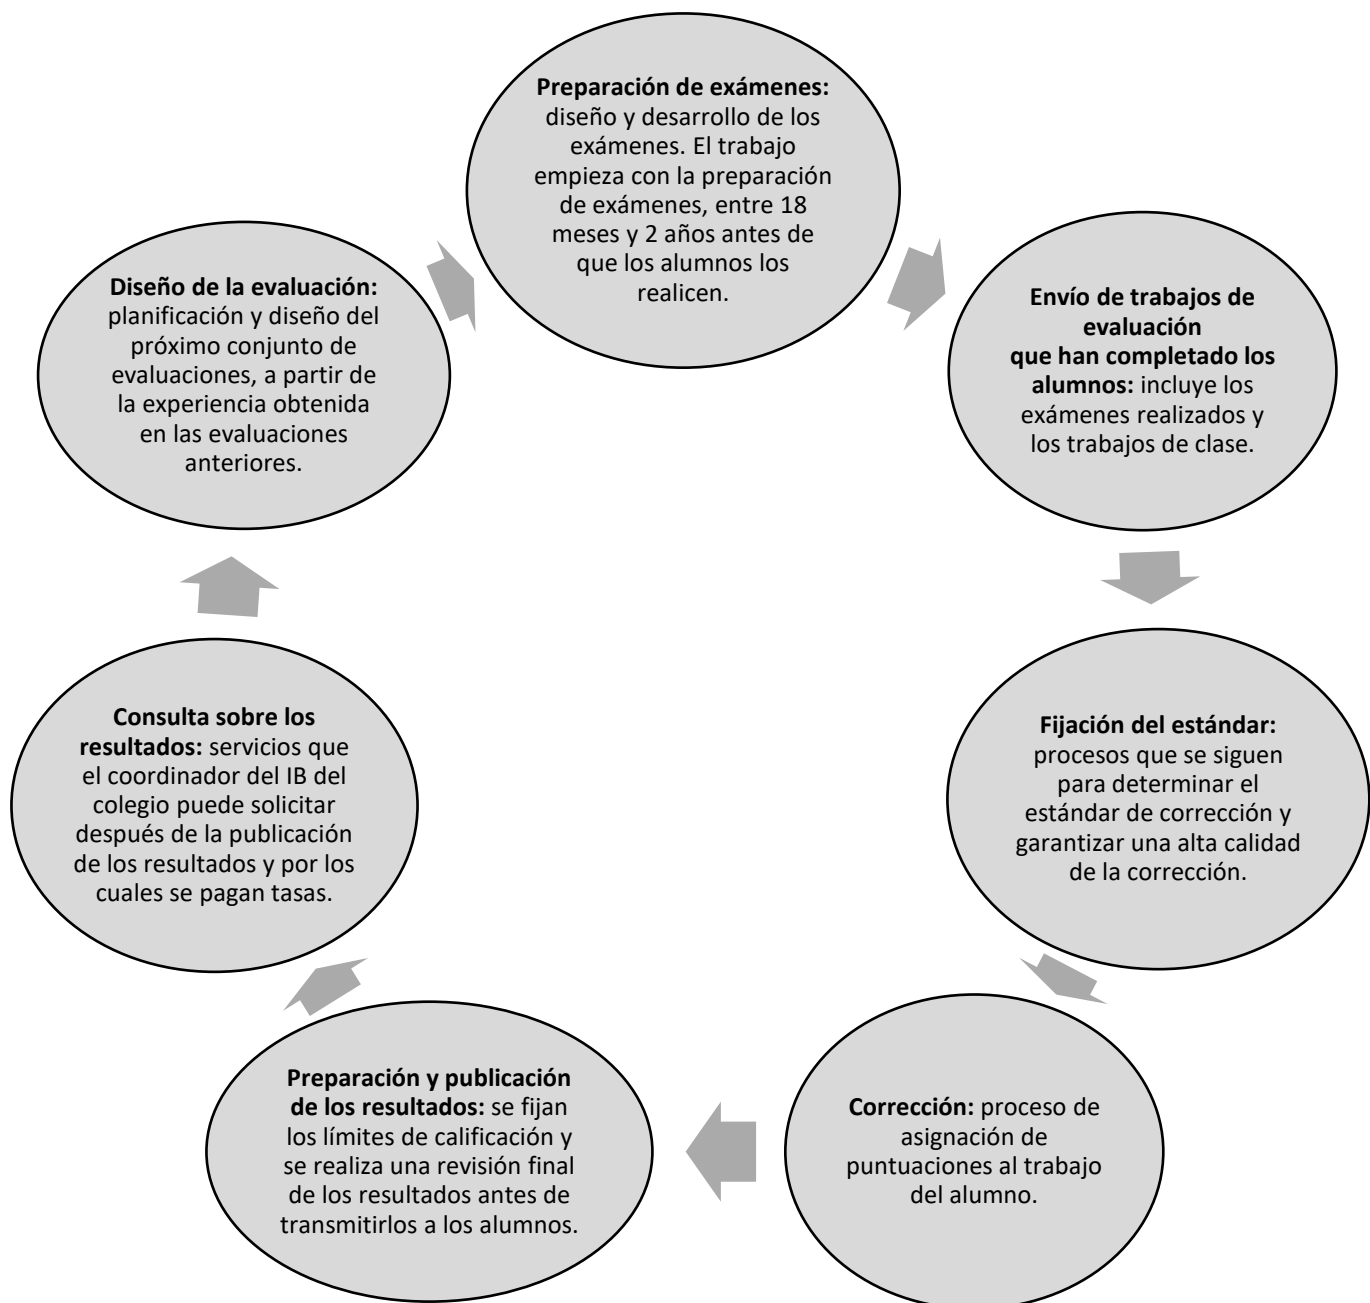 Preparación de exámenes:
diseño y desarrollo de los
exámenes. El trabajo
empieza con la preparación
de exámenes, entre 18
meses y 2 años antes de
que los alumnos los
realicen.
Envío de trabajos de
evaluación
que han completado los
alumnos: incluye los
exámenes realizados y
los trabajos de clase.
Fijación del estándar:
procesos que se siguen
para determinar el
estándar de corrección y
garantizar una alta calidad
de la corrección.
Corrección: proceso de
asignación de
puntuaciones al trabajo
del alumno.
Preparación y publicación
de los resultados: se fijan
los límites de calificación y
se realiza una revisión final
de los resultados antes de
transmitirlos a los alumnos.
Consulta sobre los
resultados: servicios que
el coordinador del IB del
colegio puede solicitar
después de la publicación
de los resultados y por los
cuales se pagan tasas.
Diseño de la evaluación:
planificación y diseño del
próximo conjunto de
evaluaciones, a partir de
la experiencia obtenida
en las evaluaciones
anteriores.